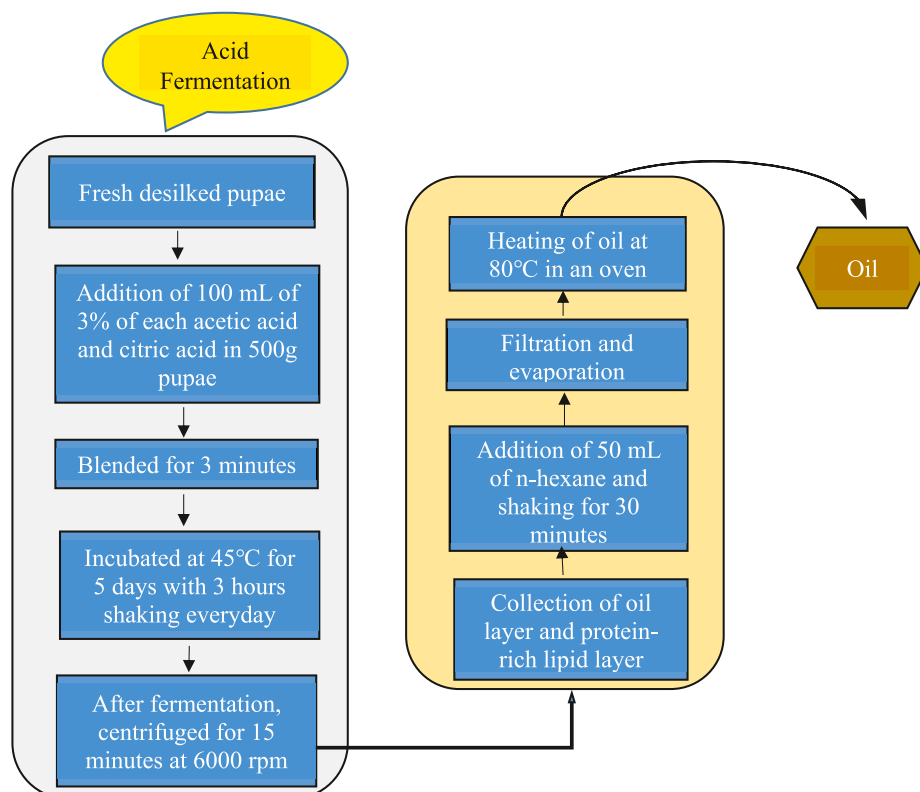 Acid
Fermentation
Fresh desilked pupae
Addition of 100 mL of
3% of each acetic acid
and citric acid in 500g
pupae
Blended for 3 minutes
Incubated at 45℃ for
5 days with 3 hours
shaking everyday
After fermentation,
centrifuged for 15
minutes at 6000 rpm
Collection of oil
layer and protein-
rich lipid layer
Addition of 50 mL
of n-hexane and
shaking for 30
minutes
Filtration and
evaporation
Heating of oil at
80℃ in an oven
Oil